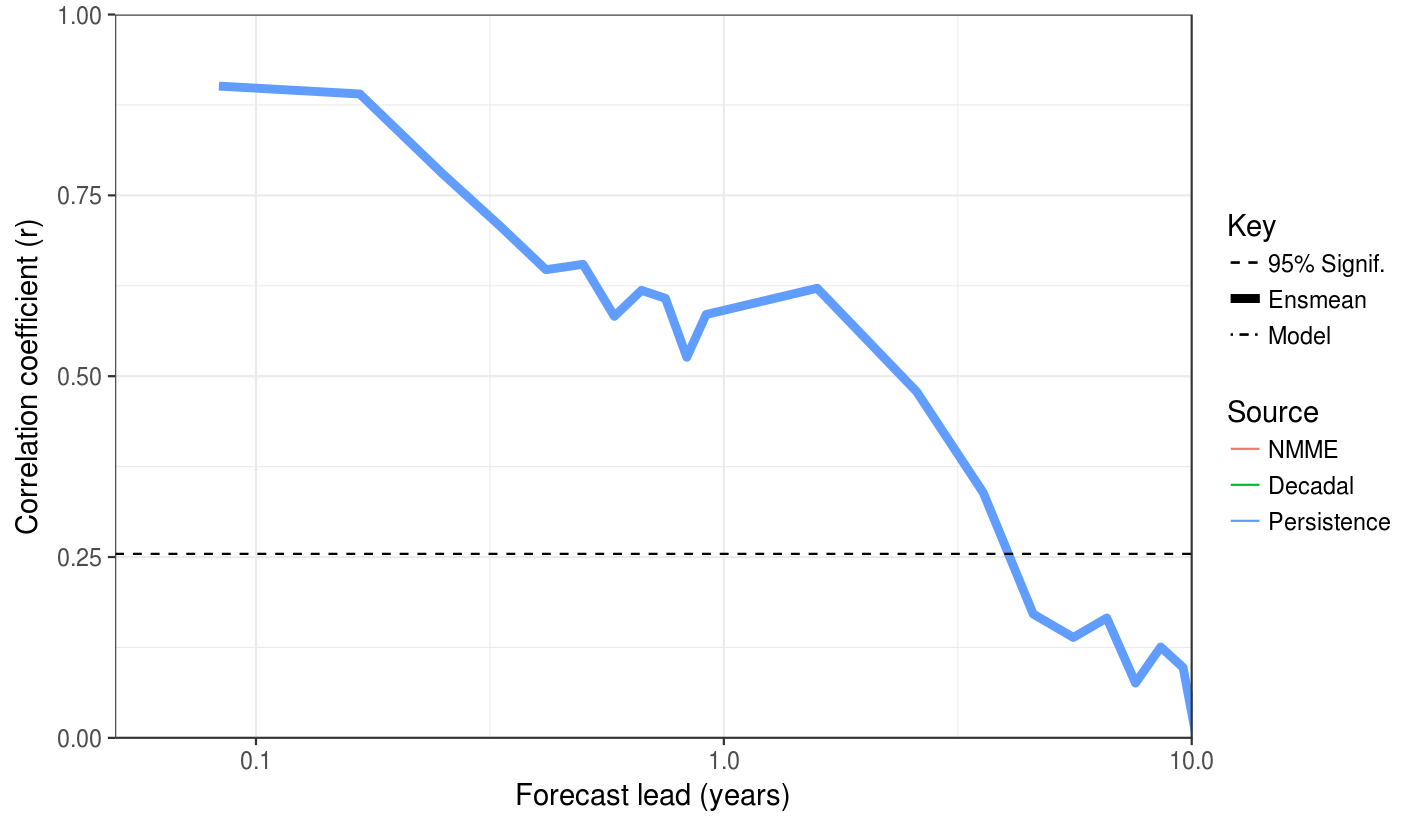 1.00
0.75
0.50
0.25
0.00
Correlation coefficient (r)
0.1
1.0
10.0
Forecast lead (years)
Key
95% Signif.
Ensmean
Model
Source
NMME
Decadal
Persistence